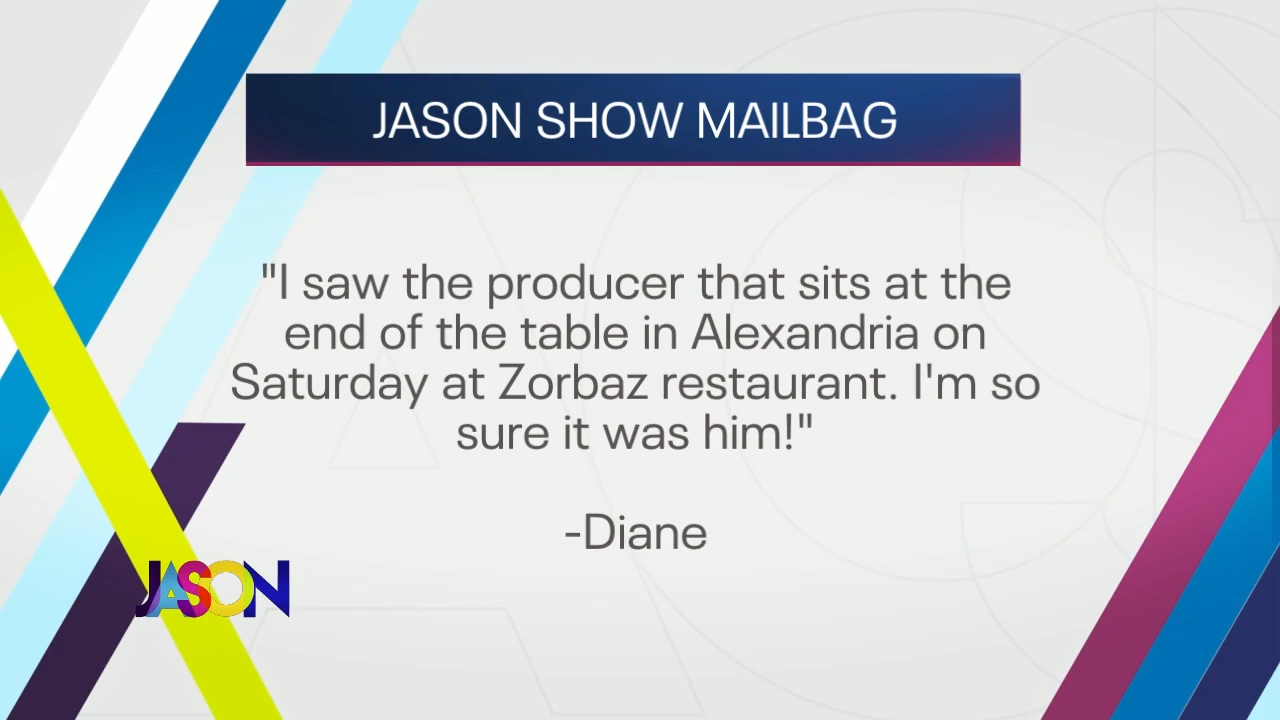 JASON SHOW MAILBAG
"I saw the producer that sits at the
end of the table in Alexandria on
Saturday at Zorbaz restaurant. I'm so
sure it was him!"
-Diane
JASON